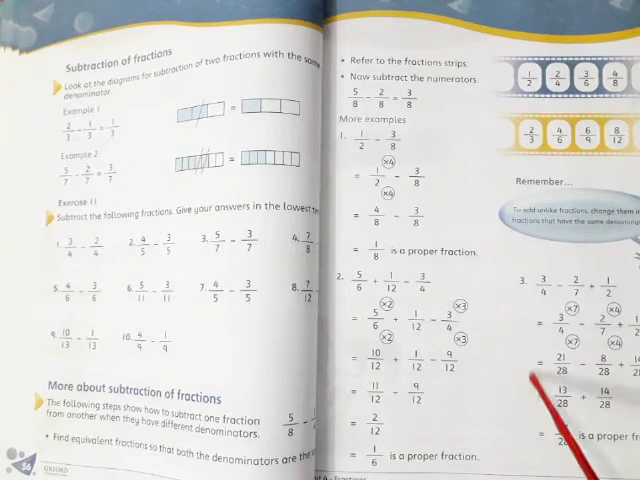 Subtraction of fractions
Look at the diagrams for subtraction of two fractions with the same
denominator
Example 1
2/3 - 1/3 = 1/3
=
Example 2
5/7 - 2/7 = 3/7
=
Exercise 11
Subtract the following fractions. Give your answers in the lowest
1. 3/4 - 2/4 2. 4/5 - 3/5 3. 5/7 - 3/7 4. 7/8
5. 4/6 - 3/6 6. 5/11 - 3/11 7. 4/5 - 3/5 8. 7/12
9. 10/13 - 1/13 10. 4/9 - 1/9
More about subtraction of fractions
The following steps show how to subtract one fraction
from another when they have different denominators.
5/8 -
• Find equivalent fractions so that both the denominators are the
56 OXFORD
• Refer to the fractions strips.
• Now subtract the numerators.
5/8 - 2/8 = 3/8
More examples
1. 1/2 - 3/8
×4
= 1/2 - 3/8
×4
= 4/8 - 3/8
= 1/8 is a proper fraction.
2. 5/6 + 1/12 - 3/4
×2 ×3
= 5/6 + 1/12 - 3/4
×2 ×3
= 10/12 + 1/12 - 9/12
= 11/12 - 9/12
= 2/12
= 1/6 is a proper fraction.
- Fractions
1/2 2/4 3/6 4/8
2/3 4/6 6/9 8/12
Remember...
To add unlike fractions, change them
fractions that have the same denominator
3. 3/4 - 2/7 + 1/2
×7 ×4
= 3/4 - 2/7 +
×7 ×4
= 21/28 - 8/28 +
= 13/28 + 14/28
= is a proper